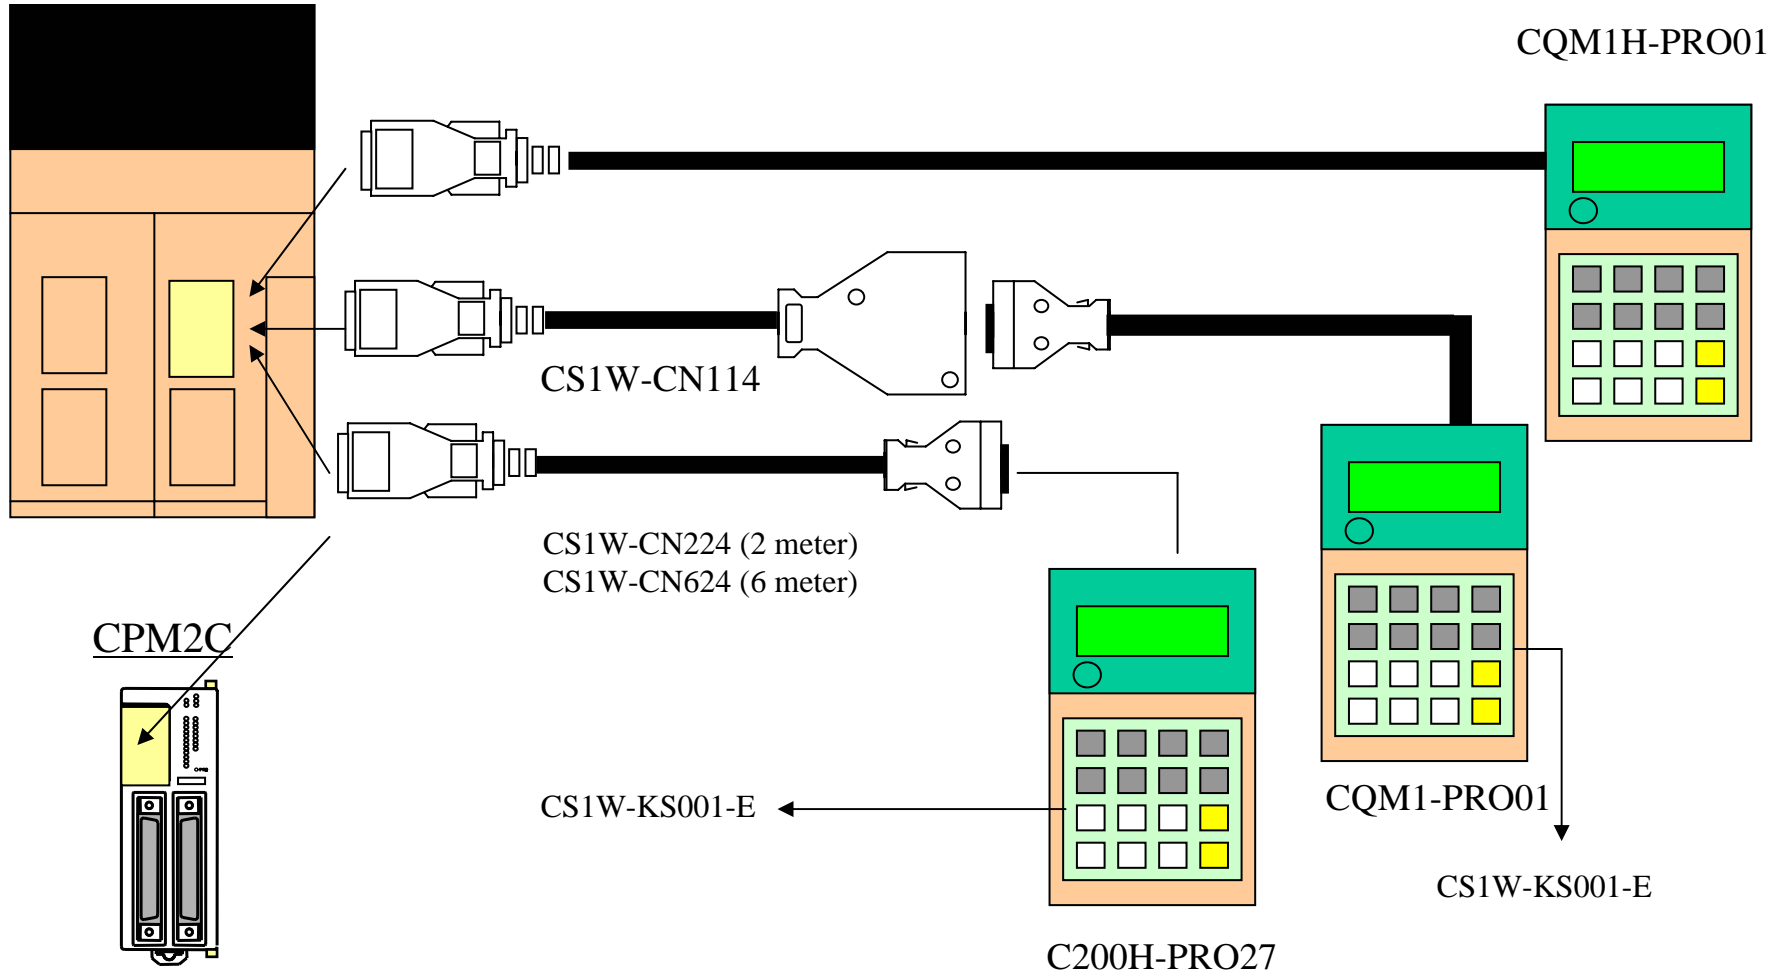 CQM1H-PRO01
CS1W-CN114
CS1W-CN224 (2 meter)
CS1W-CN624 (6 meter)
CPM2C
CS1W-KS001-E
CQM1-PRO01
CS1W-KS001-E
C200H-PRO27